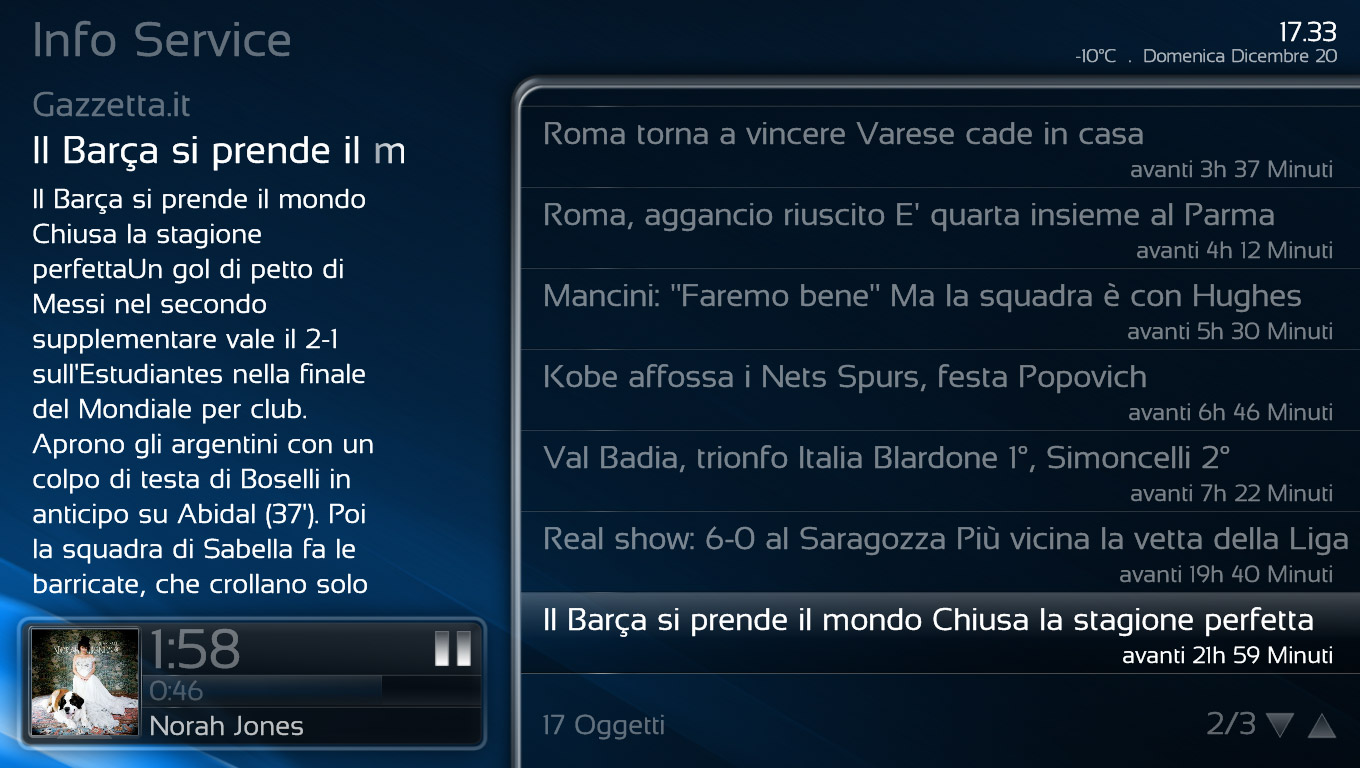 Info Service
17.33
-10°C . Domenica Dicembre 20
Gazzetta.it
Il Barça si prende il m
Il Barça si prende il mondo
Chiusa la stagione
perfettaUn gol di petto di
Messi nel secondo
supplementare vale il 2-1
sull'Estudiantes nella finale
del Mondiale per club.
Aprono gli argentini con un
colpo di testa di Boselli in
anticipo su Abidal (37'). Poi
la squadra di Sabella fa le
barricate, che crollano solo
1:58
0:46
Norah Jones
Roma torna a vincere Varese cade in casa
avanti 3h 37 Minuti
Roma, aggancio riuscito E' quarta insieme al Parma
avanti 4h 12 Minuti
Mancini: "Faremo bene" Ma la squadra è con Hughes
avanti 5h 30 Minuti
Kobe affossa i Nets Spurs, festa Popovich
avanti 6h 46 Minuti
Val Badia, trionfo Italia Blardone 1°, Simoncelli 2°
avanti 7h 22 Minuti
Real show: 6-0 al Saragozza Più vicina la vetta della Liga
avanti 19h 40 Minuti
Il Barça si prende il mondo Chiusa la stagione perfetta
avanti 21h 59 Minuti
17 Oggetti
2/3